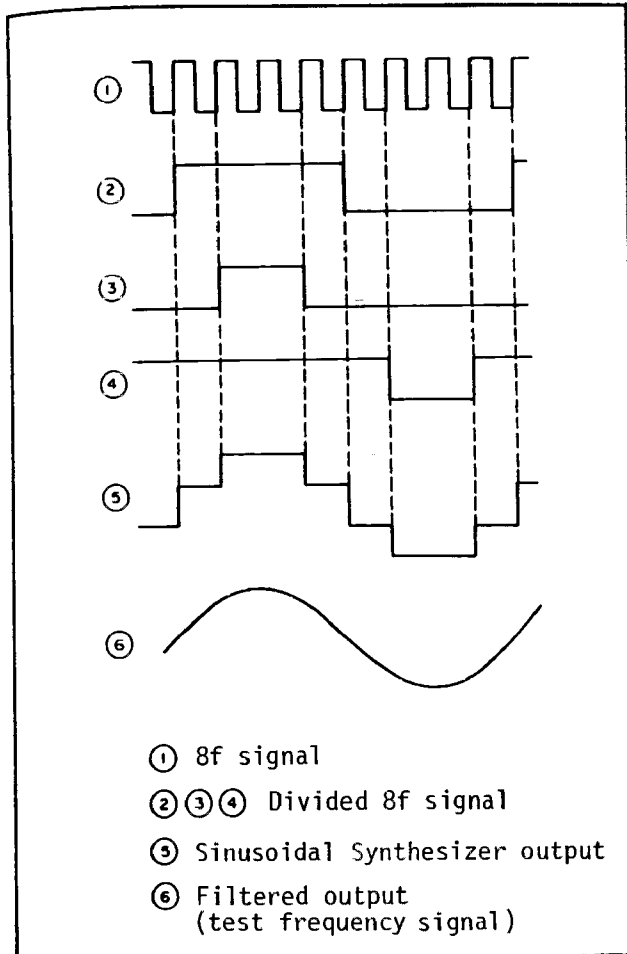 ①
②
③
④
⑤
⑥
① 8f signal
②③④ Divided 8f signal
⑤ Sinusoidal Synthesizer output
⑥ Filtered output
(test frequency signal)